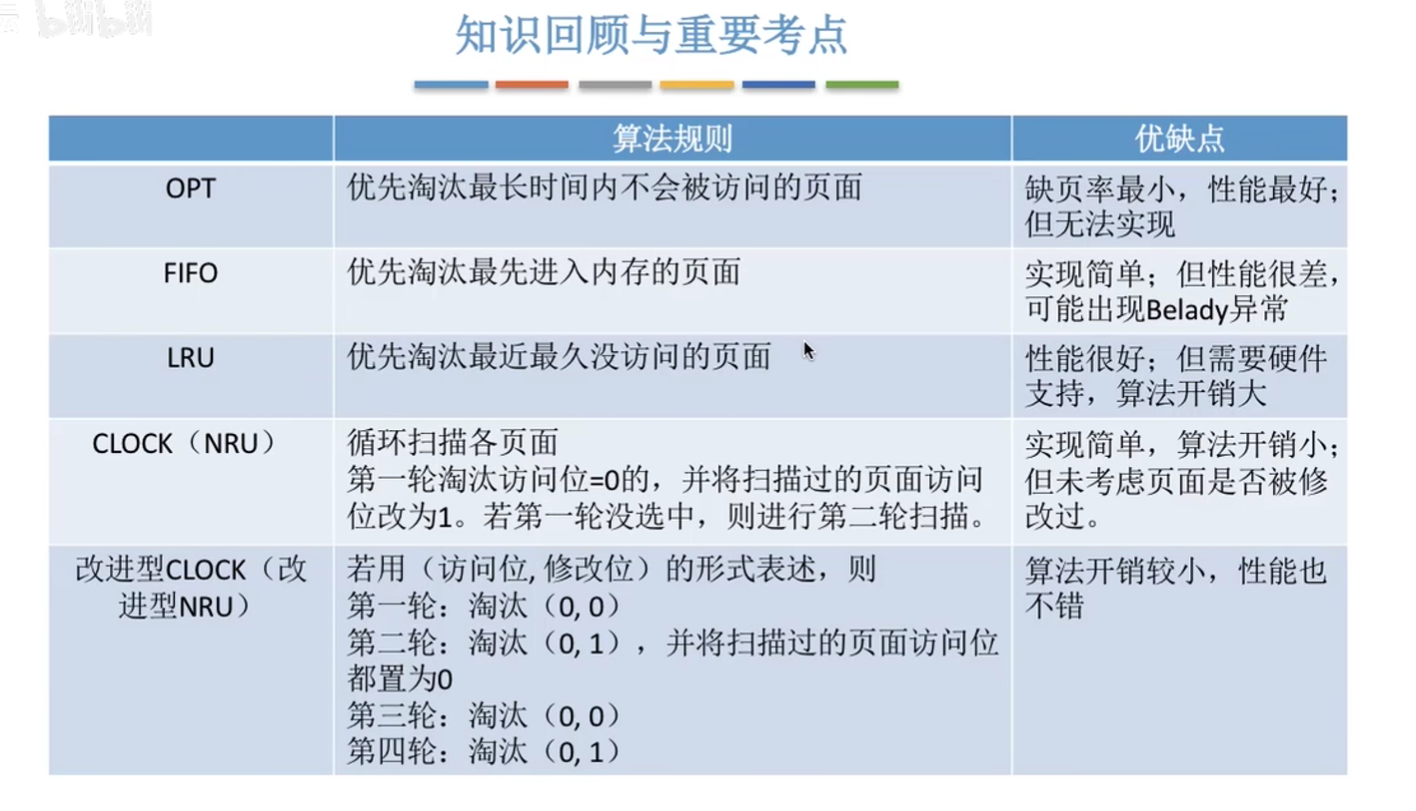 bilibili
知识回顾与重要考点
算法规则
优缺点
OPT
优先淘汰最长时间内不会被访问的页面
缺页率最小，性能最好；
但无法实现
FIFO
优先淘汰最先进入内存的页面
实现简单；但性能很差，
可能出现Belady异常
LRU
优先淘汰最近最久没访问的页面
性能很好；但需要硬件
支持，算法开销大
CLOCK（NRU）
循环扫描各页面
第一轮淘汰访问位=0的，并将扫描过的页面访问
位改为1。若第一轮没选中，则进行第二轮扫描。
实现简单，算法开销小；
但未考虑页面是否被修
改过。
改进型CLOCK（改
进型NRU）
若用（访问位, 修改位）的形式表述，则
第一轮：淘汰（0, 0）
第二轮：淘汰（0, 1），并将扫描过的页面访问位
都置为0
第三轮：淘汰（0, 0）
第四轮：淘汰（0, 1）
算法开销较小，性能也
不错